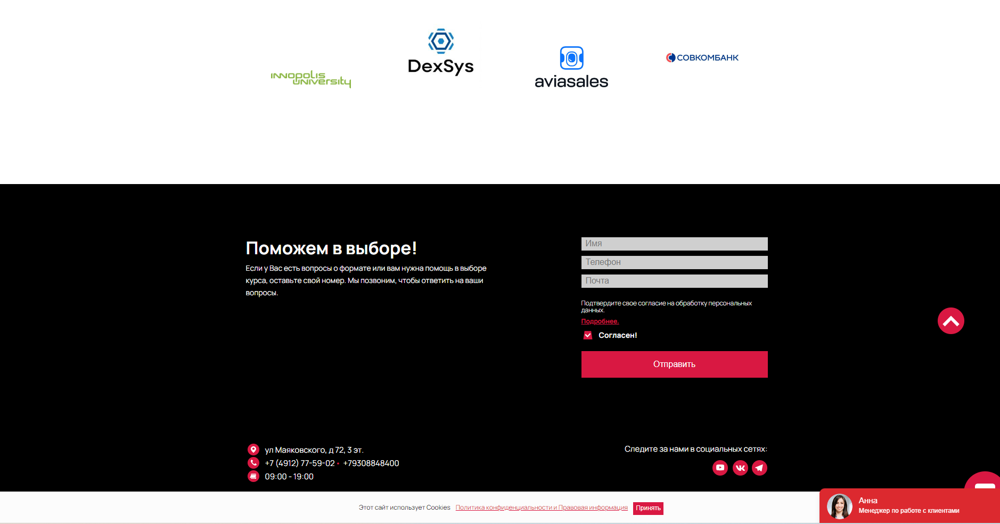 INNOPOLIS
UNIVERSITY
DexSys
aviasales
СОВКОМБАНК
Поможем в выборе!
Если у Вас есть вопросы о формате или вам нужна помощь в выборе
курса, оставьте свой номер. Мы позвоним, чтобы ответить на ваши
вопросы.
Имя
Телефон
Почта
Подтвердите свое согласие на обработку персональных
данных.
Подробнее.
Согласен!
Отправить
ул Маяковского, д 72, 3 эт.
+7 (4912) 77-59-02 • +79308848400
09:00 - 19:00
Следите за нами в социальных сетях:
Этот сайт использует Cookies Политика конфиденциальности и Правовая информация Принять
Анна
Менеджер по работе с клиентами